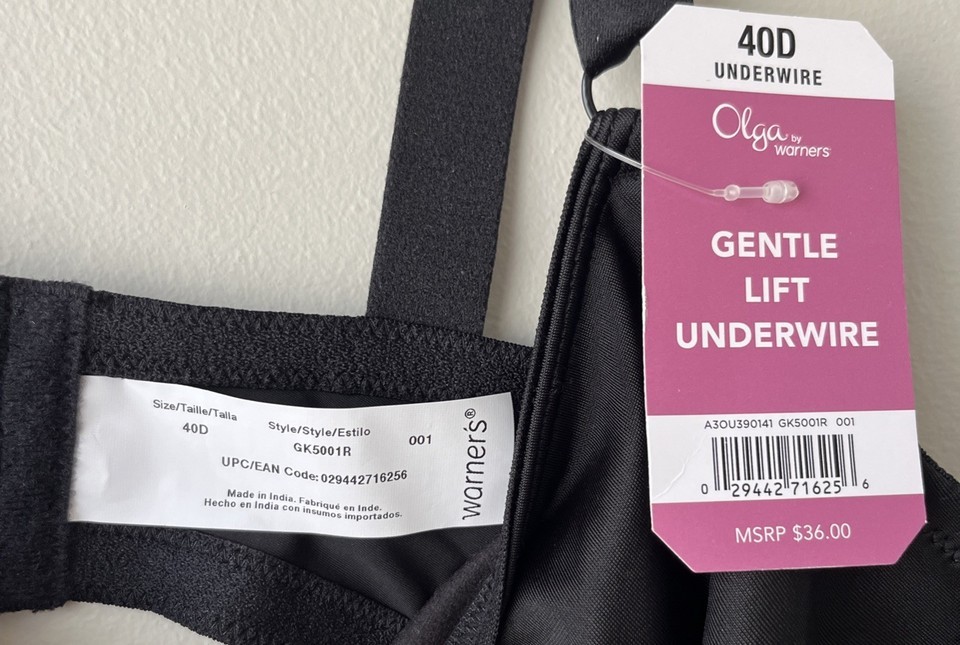 40D
UNDERWIRE
Olga by
warners
GENTLE
LIFT
UNDERWIRE
A3OU390141 GK5001R 001
0 29442 71625 6
MSRP $36.00
Size/Taille/Talla
40D
Style/Style/Estilo
GK5001R
001
UPC/EAN Code: 029442716256
Made in India. Fabriqué en Inde.
Hecho en India con insumos importados.
warner's®